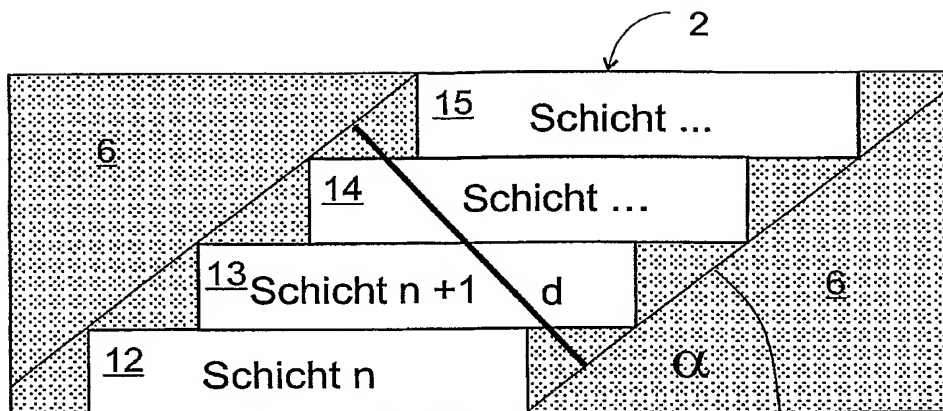 2
15 Schicht ...
6
14 Schicht ...
13 Schicht n +1 d
6
12 Schicht n
α